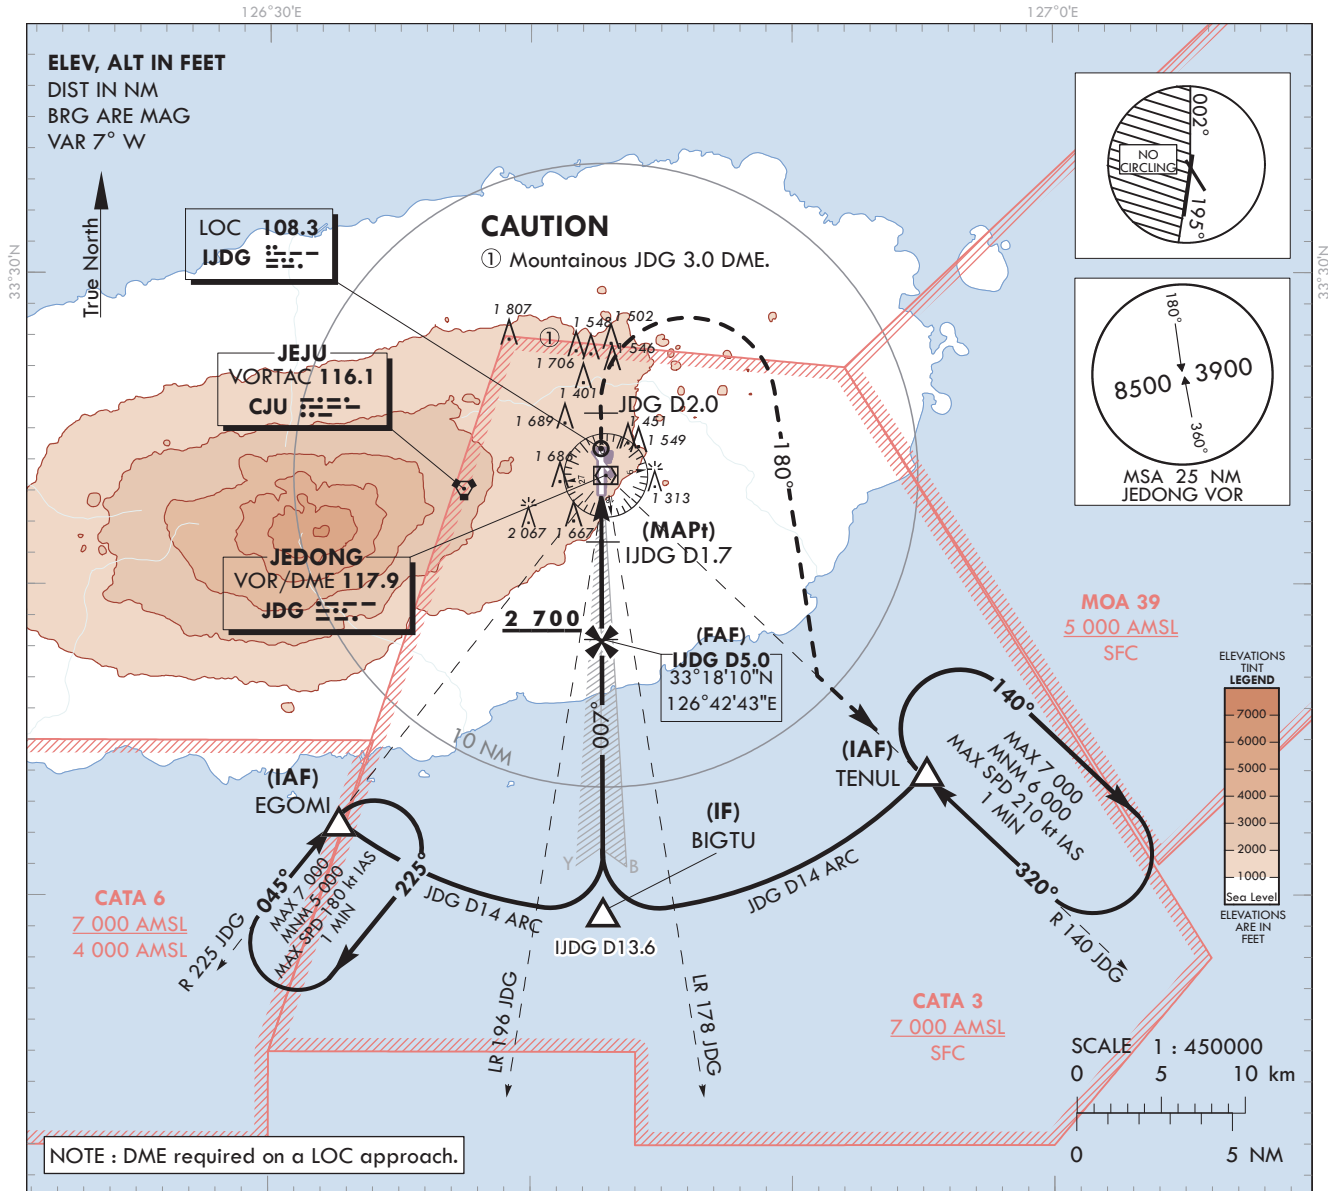 126°30'E
127°0'E
ELEV, ALT IN FEET
DIST IN NM
BRG ARE MAG
VAR 7° W
True North
33°30'N
33°30'N
LOC 108.3
IJDG
CAUTION
① Mountainous JDG 3.0 DME.
NO
CIRCLING
002°
195°
180°
8500
3900
360°
MSA 25 NM
JEDONG VOR
JEJU
VORTAC 116.1
CJU
1 807
①
1 548
1 502
1 706
1 546
1 401
JDG D2.0
1 689
1 451
1 549
1 686
1 313
2 067
1 667
180°
(MAPt)
IJDG D1.7
JEDONG
VOR/DME 117.9
JDG
2 700
(FAF)
IJDG D5.0
33°18'10"N
126°42'43"E
MOA 39
5 000 AMSL
SFC
ELEVATIONS
TINT
LEGEND
7000
6000
5000
4000
3000
2000
1000
Sea Level
ELEVATIONS
ARE IN
FEET
007°
10 NM
(IAF)
EGOMI
(IAF)
TENUL
140°
MAX 7 000
MNM 6 000
MAX SPD 210 kt IAS
1 MIN
320°
R 140 JDG
(IF)
BIGTU
Y
B
JDG D14 ARC
JDG D14 ARC
IJDG D13.6
045°
MAX 7 000
MNM 5 000
MAX SPD 180 kt IAS
1 MIN
225°
R 225 JDG
CATA 6
7 000 AMSL
4 000 AMSL
LR 196 JDG
LR 178 JDG
CATA 3
7 000 AMSL
SFC
SCALE 1 : 450000
0 5 10 km
0 5 NM
NOTE : DME required on a LOC approach.